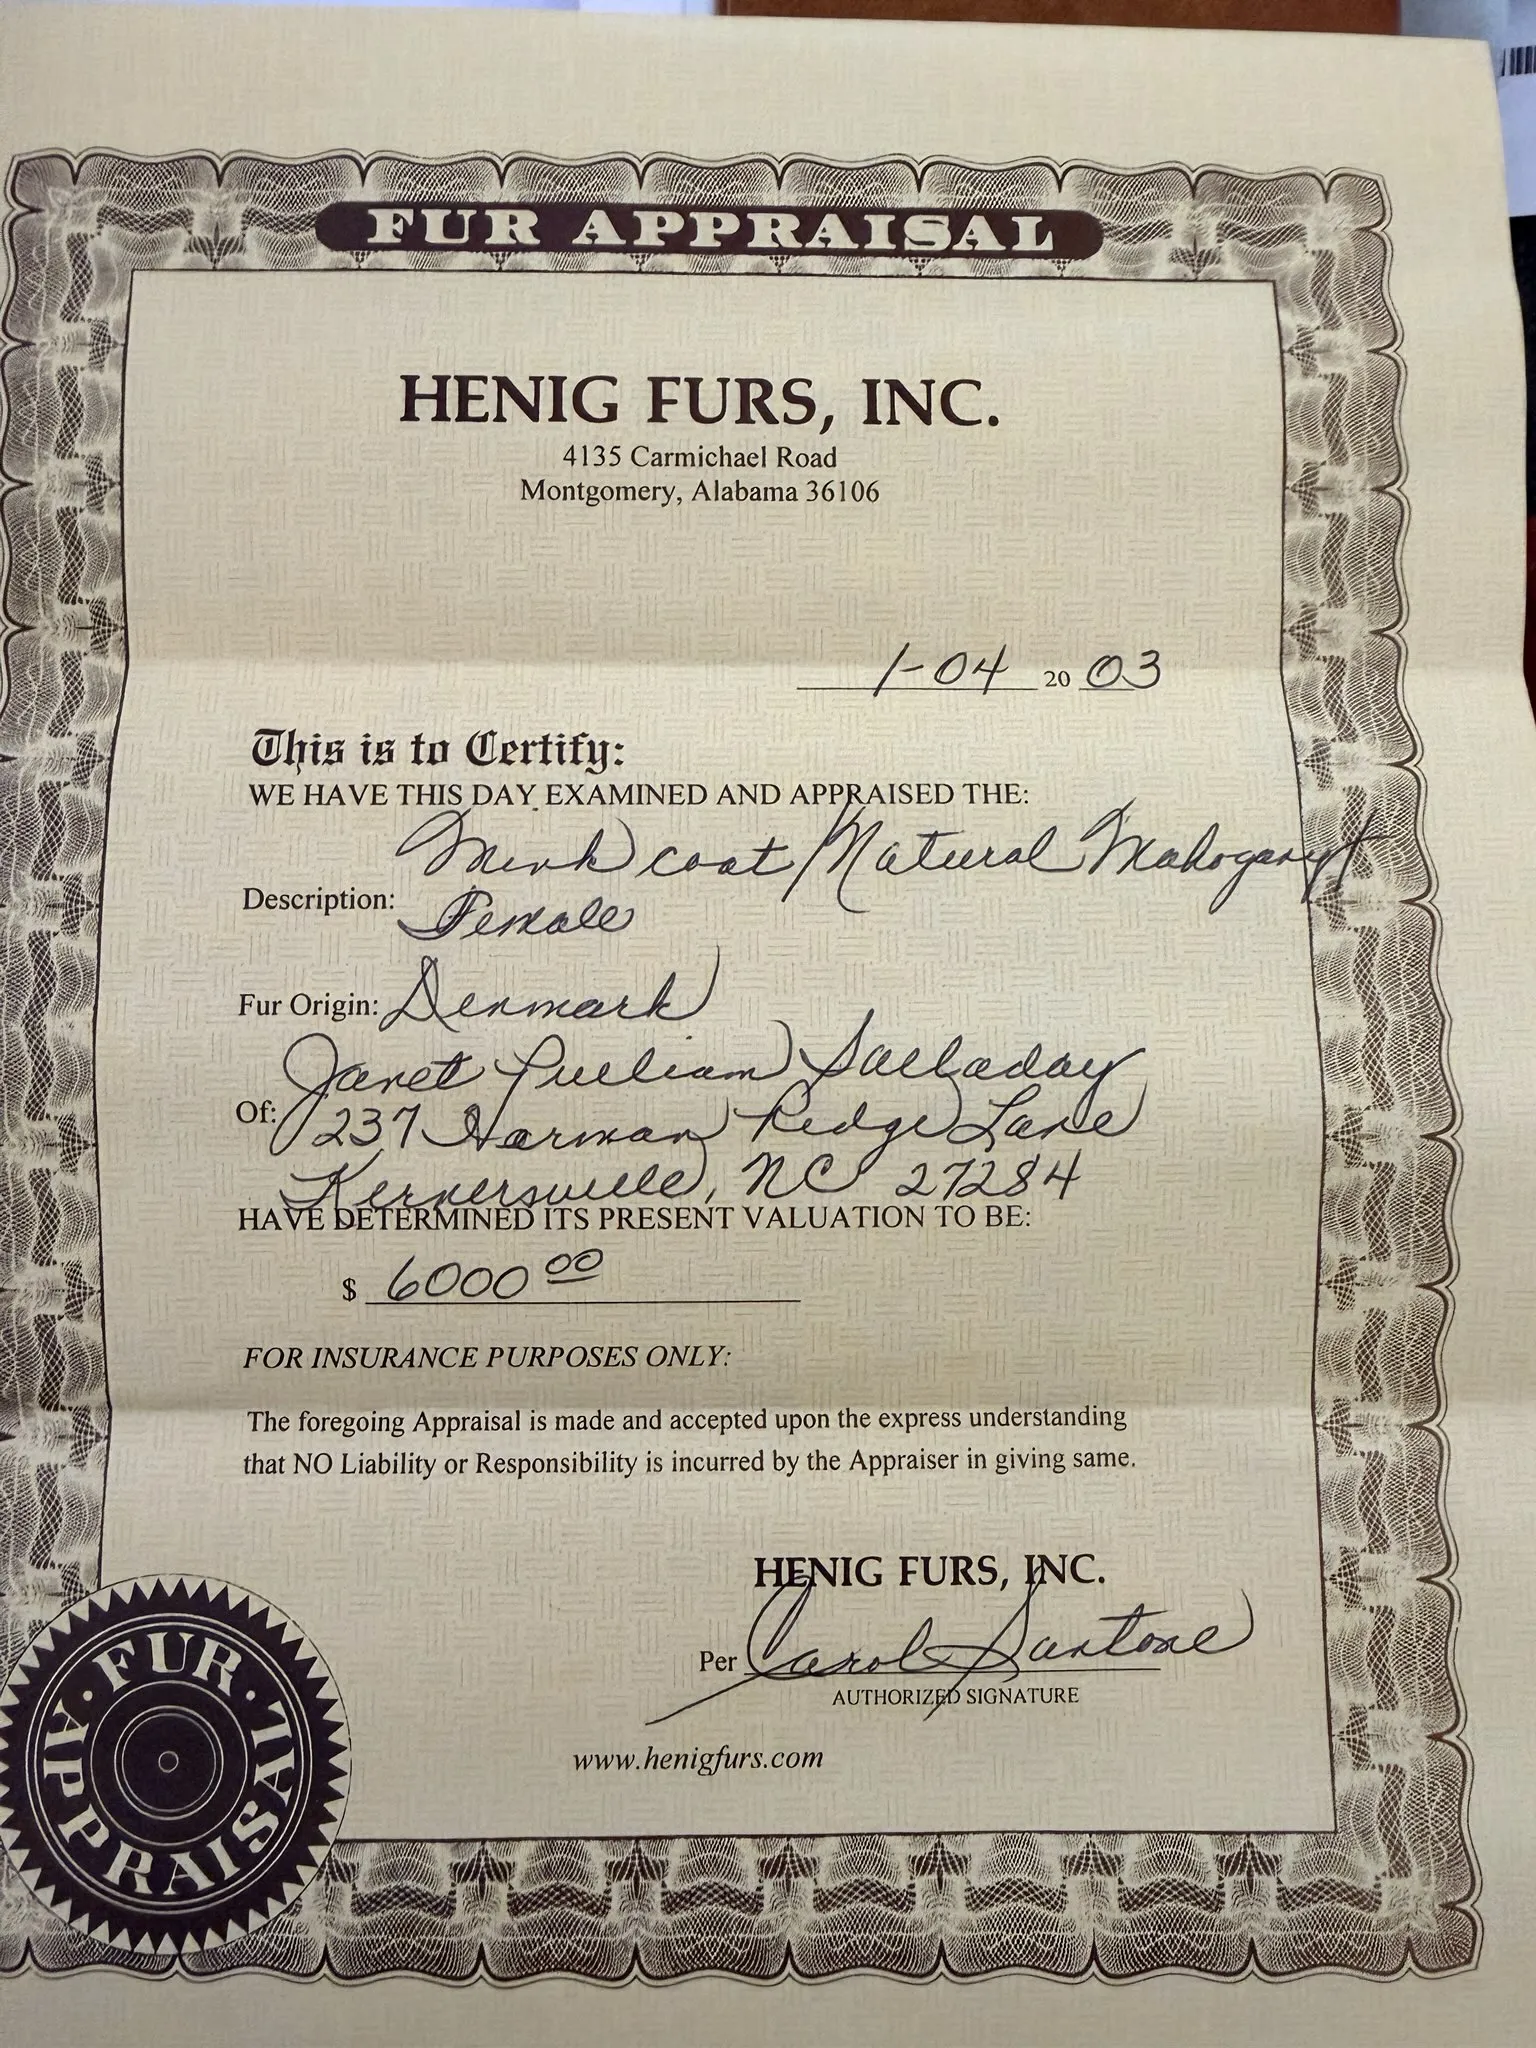 FUR APPRAISAL
HENIG FURS, INC.
4135 Carmichael Road
Montgomery, Alabama 36106
1-04 20 03
This is to Certify:
WE HAVE THIS DAY EXAMINED AND APPRAISED THE:
Mink coat/Natural Mahogany
Description: Female
Fur Origin: Denmark
Janet Pulliam Salladay
Of: 237 Harman Ridge Lane
Kernersville, NC 27284
HAVE DETERMINED ITS PRESENT VALUATION TO BE:
$ 6000 00
FOR INSURANCE PURPOSES ONLY:
The foregoing Appraisal is made and accepted upon the express understanding
that NO Liability or Responsibility is incurred by the Appraiser in giving same.
HENIG FURS, INC.
Per Carol Santone
AUTHORIZED SIGNATURE
www.henigfurs.com
FUR APPRAISAL